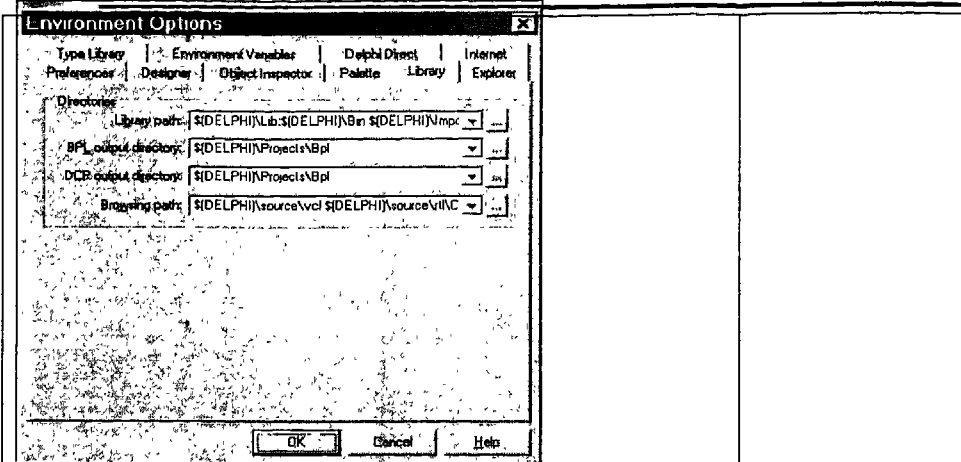 Environment Options
Type Library Environment Variables Delphi Direct Internet
Preferences Designer Object Inspector Palette Library Explorer
Directories
Library path: $(DELPHI)\Lib;$(DELPHI)\Bin $(DELPHI)\Impo
BPL output directory: $(DELPHI)\Projects\Bpl
DCP output directory: $(DELPHI)\Projects\Bpl
Browsing path: $(DELPHI)\source\vcl $(DELPHI)\source\rtl\C
OK Cancel Help